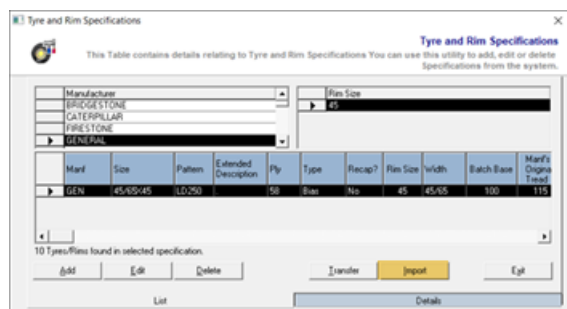 Tyre and Rim Specifications
Tyre and Rim Specifications
This Table contains details relating to Tyre and Rim Specifications You can use this utility to add, edit or delete
Specifications from the system.
Manufacturer
BRIDGESTONE
CATERPILLAR
FIRESTONE
GENERAL
Rim Size
45
Manf Size Pattern Extended Description Ply Type Recap? Rim Size Width Batch Base Manf's Origina Tread
GEN 45/65X45 LD250 . 58 Bias No 45 45/65 100 115
10 Tyres/Rims found in selected specification.
Add Edit Delete Transfer Import Exit
List Details